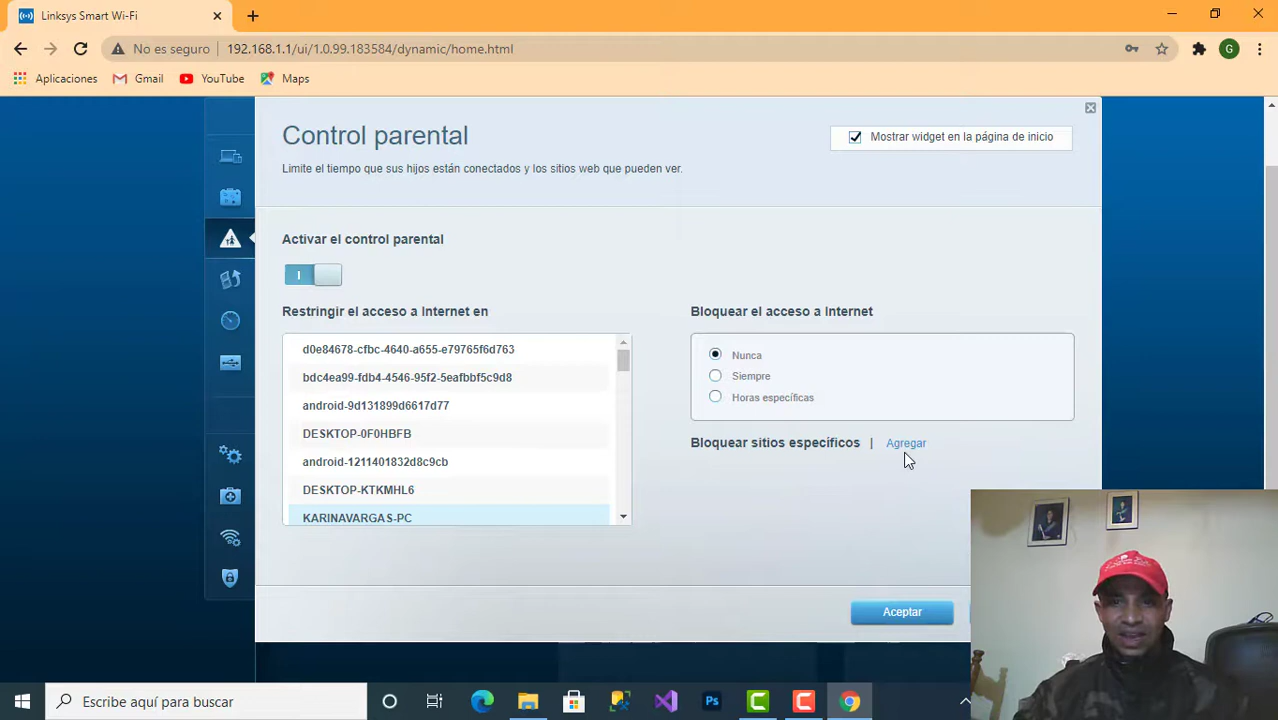 Linksys Smart Wi-Fi
No es seguro
192.168.1.1/ui/1.0.99.183584/dynamic/home.html
G
Aplicaciones
Gmail
YouTube
Maps
Control parental
Mostrar widget en la página de inicio
Limite el tiempo que sus hijos están conectados y los sitios web que pueden ver.
Activar el control parental
I
Restringir el acceso a Internet en
d0e84678-cfbc-4640-a655-e79765f6d763
bdc4ea99-fdb4-4546-95f2-5eafbbf5c9d8
android-9d131899d6617d77
DESKTOP-0F0HBFB
android-1211401832d8c9cb
DESKTOP-KTKMHL6
KARINAVARGAS-PC
Bloquear el acceso a Internet
Nunca
Siempre
Horas específicas
Bloquear sitios específicos | Agregar
Aceptar
Escribe aquí para buscar
Ps
C
C